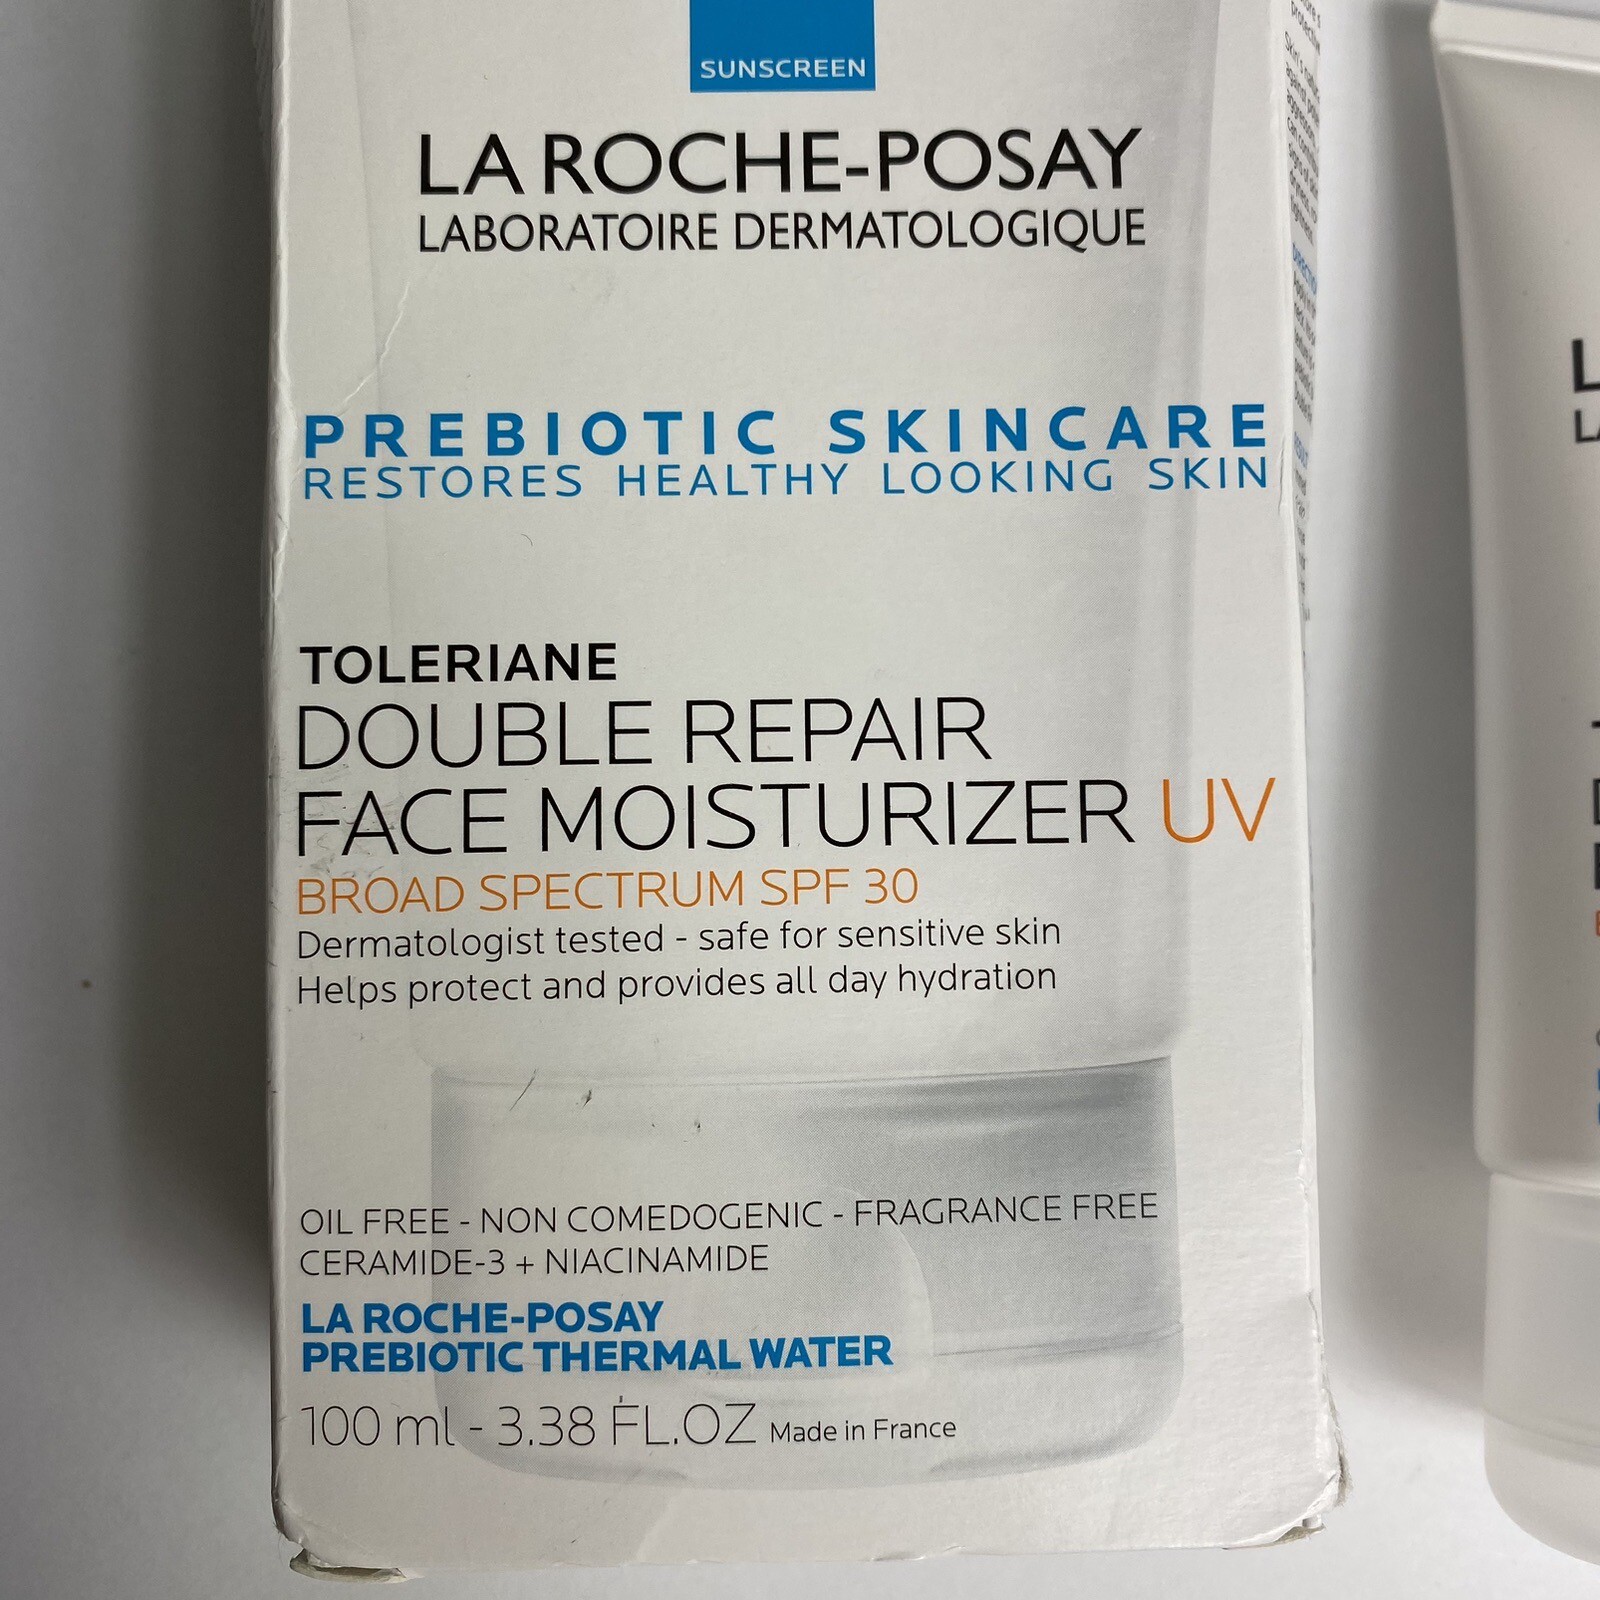 SUNSCREEN
LA ROCHE-POSAY
LABORATOIRE DERMATOLOGIQUE
PREBIOTIC SKINCARE
RESTORES HEALTHY LOOKING SKIN
TOLERIANE
DOUBLE REPAIR
FACE MOISTURIZER UV
BROAD SPECTRUM SPF 30
Dermatologist tested - safe for sensitive skin
Helps protect and provides all day hydration
OIL FREE - NON COMEDOGENIC - FRAGRANCE FREE
CERAMIDE-3 + NIACINAMIDE
LA ROCHE-POSAY
PREBIOTIC THERMAL WATER
100 ml - 3.38 FL.OZ Made in France